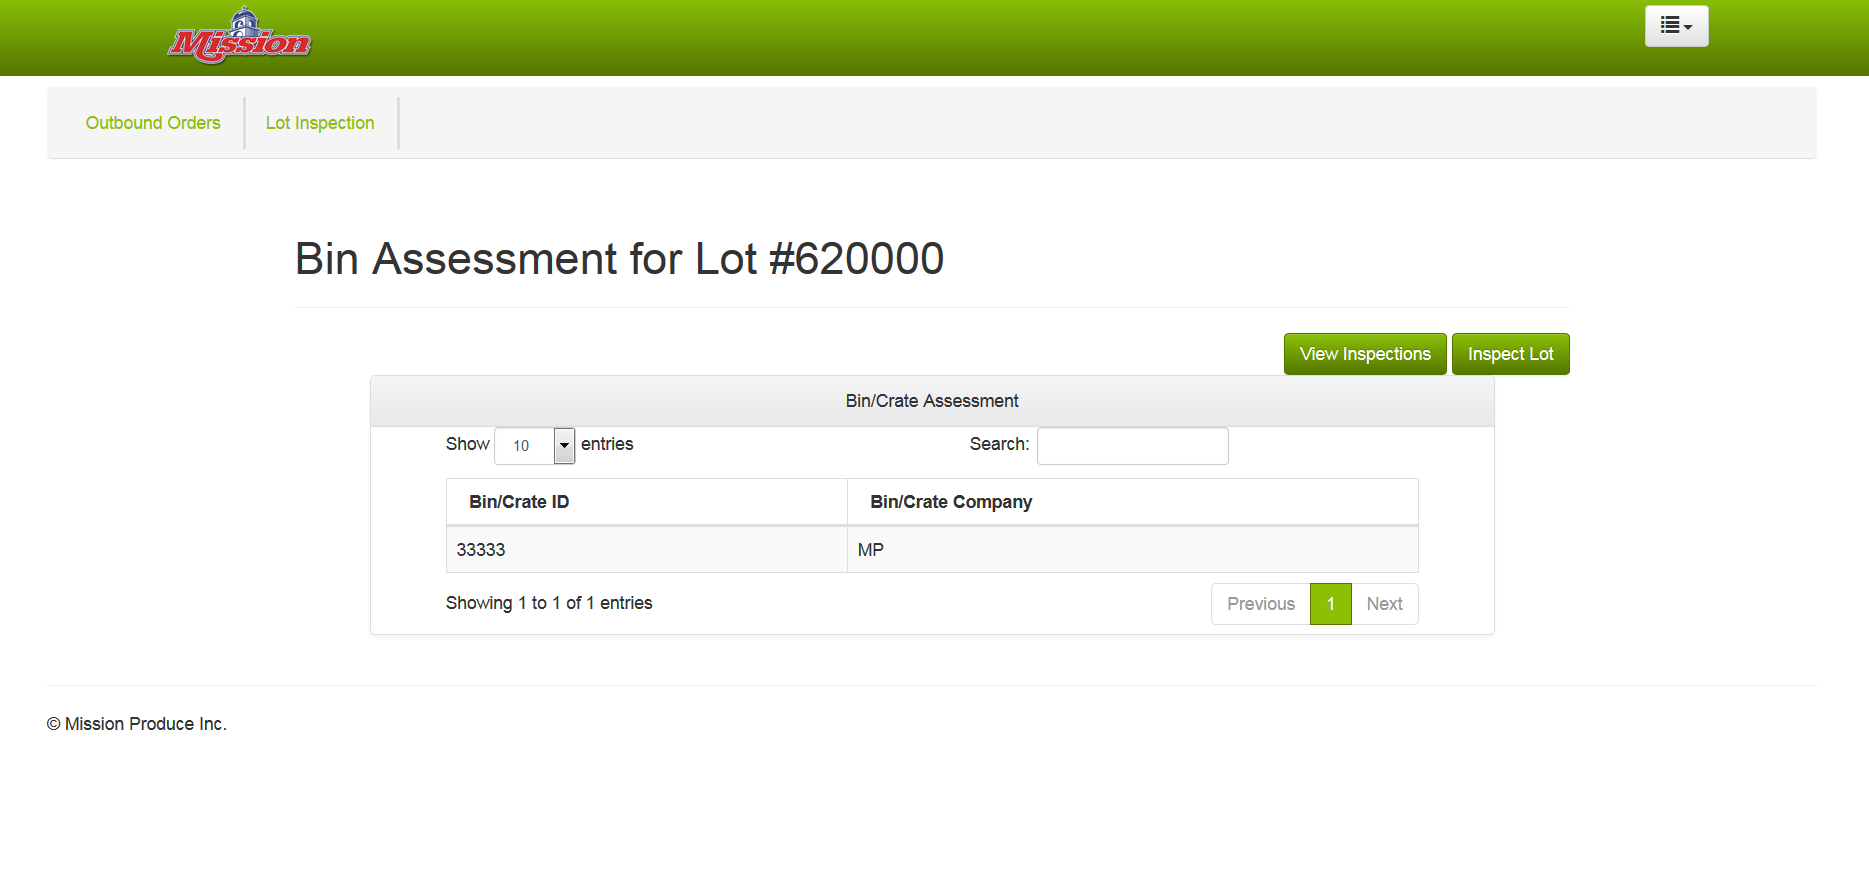 Mission
Outbound Orders
Lot Inspection
Bin Assessment for Lot #620000
View Inspections
Inspect Lot
Bin/Crate Assessment
Show 10 entries
Search:
Bin/Crate ID
Bin/Crate Company
33333
MP
Showing 1 to 1 of 1 entries
Previous 1 Next
© Mission Produce Inc.